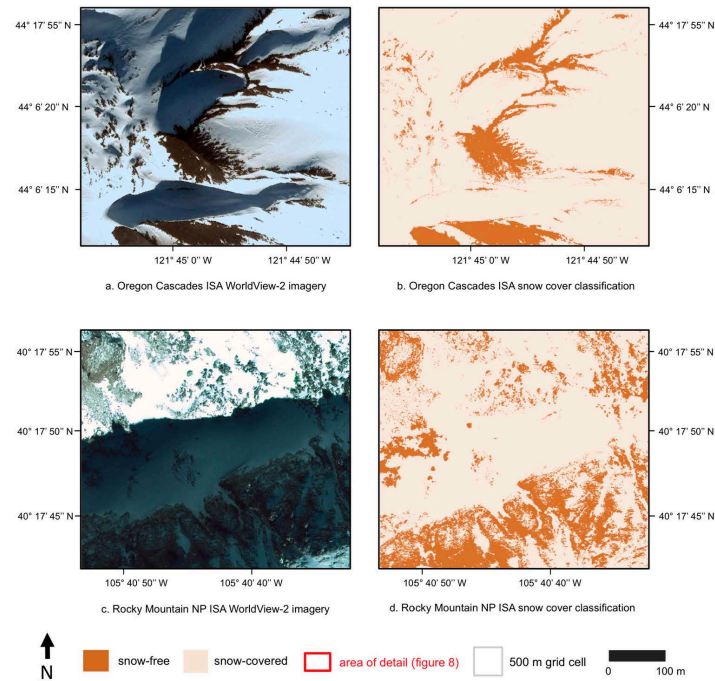 44° 17' 55" N
44° 6' 20" N
44° 6' 15" N
44° 17' 55" N
44° 6' 20" N
44° 6' 15" N
121° 45' 0" W
121° 44' 50" W
121° 45' 0" W
121° 44' 50" W
a. Oregon Cascades ISA WorldView-2 imagery
b. Oregon Cascades ISA snow cover classification
40° 17' 55" N
40° 17' 50" N
40° 17' 45" N
40° 17' 55" N
40° 17' 50" N
40° 17' 45" N
105° 40' 50" W
105° 40' 40" W
105° 40' 50" W
105° 40' 40" W
c. Rocky Mountain NP ISA WorldView-2 imagery
d. Rocky Mountain NP ISA snow cover classification
N
snow-free
snow-covered
area of detail (figure 8)
500 m grid cell
0 100 m